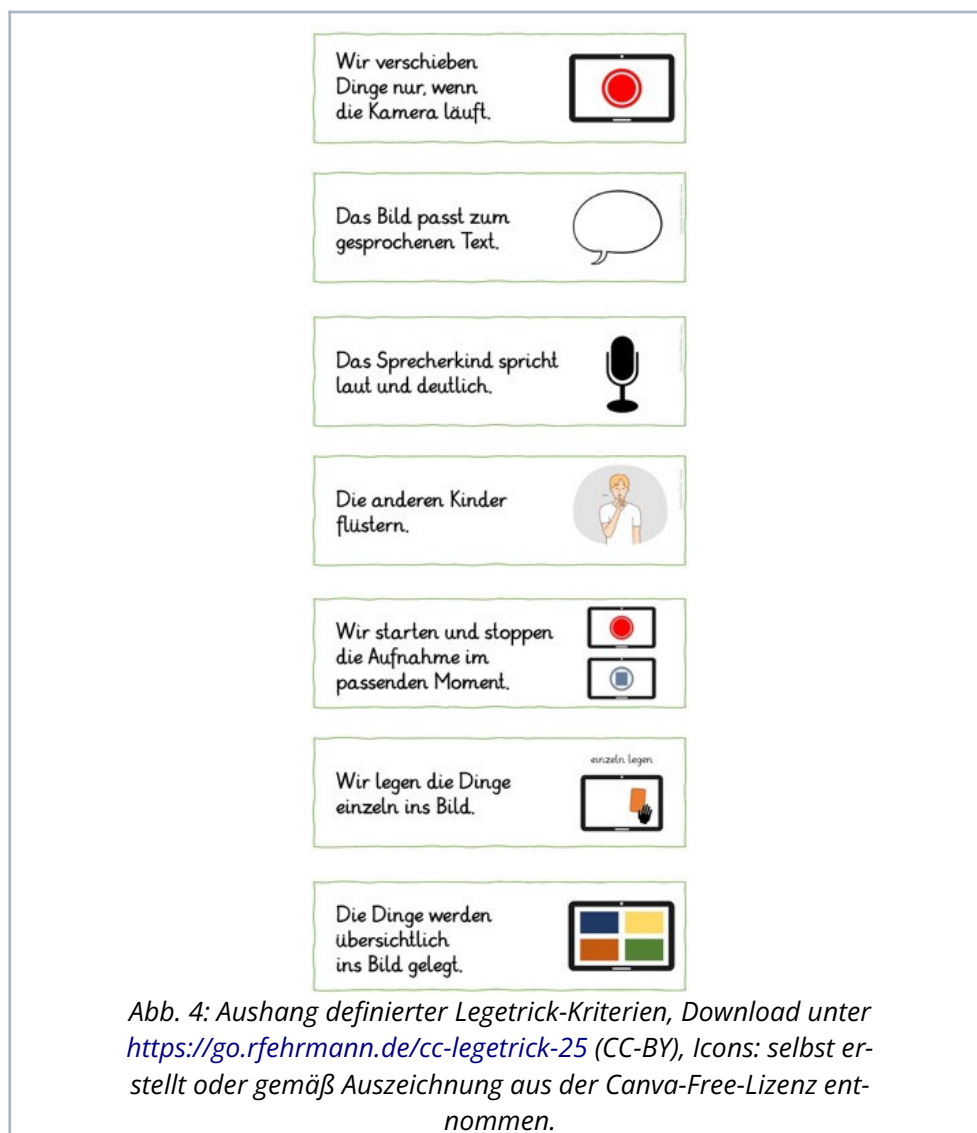 Wir verschieben
Dinge nur, wenn
die Kamera läuft.
Das Bild passt zum
gesprochenen Text.
Das Sprecherkind spricht
laut und deutlich.
Die anderen Kinder
flüstern.
Wir starten und stoppen
die Aufnahme im
passenden Moment.
einzeln legen
Wir legen die Dinge
einzeln ins Bild.
Die Dinge werden
übersichtlich
ins Bild gelegt.
Abb. 4: Aushang definierter Legetrick-Kriterien, Download unter
https://go.rfehrmann.de/cc-legetrick-25 (CC-BY), Icons: selbst er-
stellt oder gemäß Auszeichnung aus der Canva-Free-Lizenz ent-
nommen.